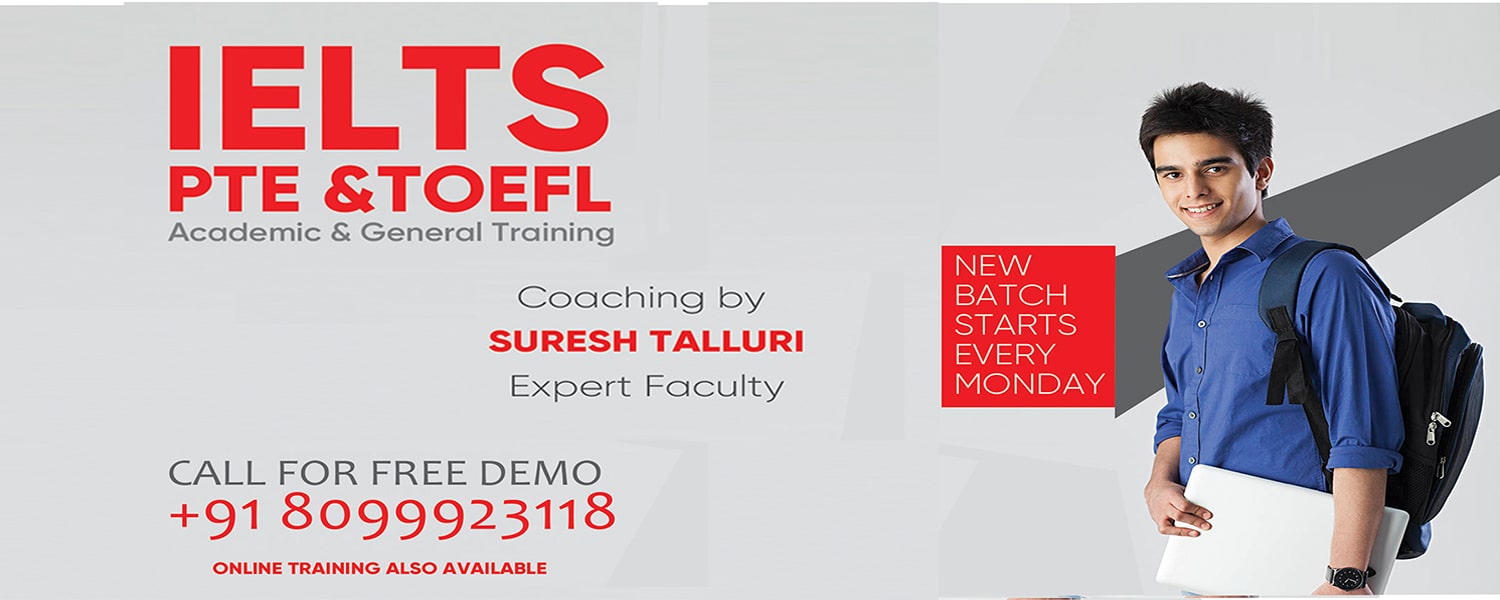 IELTS
PTE &TOEFL
Academic & General Training
Coaching by
SURESH TALLURI
Expert Faculty
CALL FOR FREE DEMO
+91 8099923118
ONLINE TRAINING ALSO AVAILABLE
NEW
BATCH
STARTS
EVERY
MONDAY